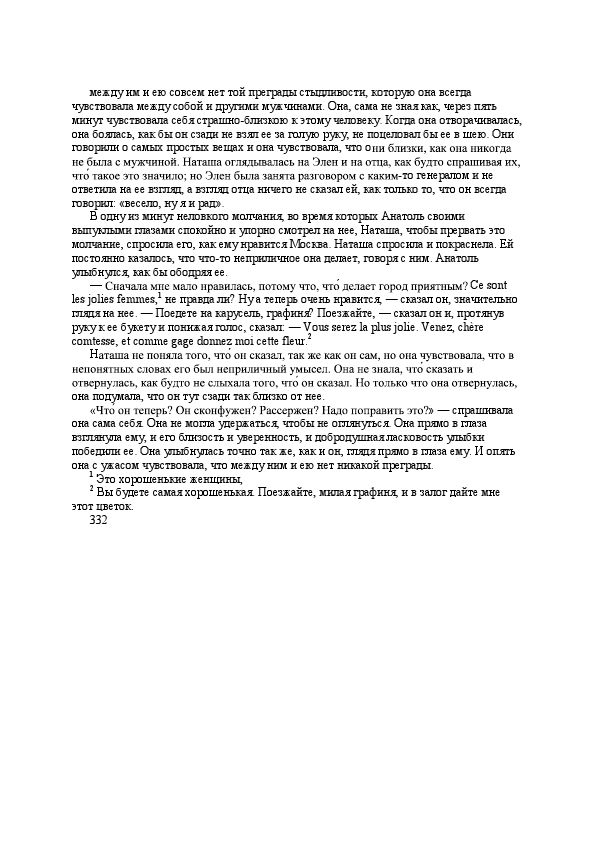 между им и ею совсем нет той преграды стыдливости, которую она всегда
чувствовала между собой и другими мужчинами. Она, сама не зная как, через пять
минут чувствовала себя страшно-близкою к этому человеку. Когда она отворачивалась,
она боялась, как бы он сзади не взял ее за голую руку, не поцеловал бы ее в шею. Они
говорили о самых простых вещах и она чувствовала, что они близки, как она никогда
не была с мужчиной. Наташа оглядывалась на Элен и на отца, как будто спрашивая их,
что́ такое это значило; но Элен была занята разговором с каким-то генералом и не
ответила на ее взгляд, а взгляд отца ничего не сказал ей, как только то, что он всегда
говорил: «весело, ну я и рад».
В одну из минут неловкого молчания, во время которых Анатоль своими
выпуклыми глазами спокойно и упорно смотрел на нее, Наташа, чтобы прервать это
молчание, спросила его, как ему нравится Москва. Наташа спросила и покраснела. Ей
постоянно казалось, что что-то неприличное она делает, говоря с ним. Анатоль
улыбнулся, как бы ободряя ее.
— Сначала мне мало нравилась, потому что, что́ делает город приятным? Ce sont
les jolies femmes,1 не правда ли? Ну а теперь очень нравится, — сказал он, значительно
глядя на нее. — Поедете на карусель, графиня? Поезжайте, — сказал он и, протянув
руку к ее букету и понижая голос, сказал: — Vous serez la plus jolie. Venez, chère
comtesse, et comme gage donnez moi cette fleur.2
Наташа не поняла того, что́ он сказал, так же как он сам, но она чувствовала, что в
непонятных словах его был неприличный умысел. Она не знала, что́ сказать и
отвернулась, как будто не слыхала того, что́ он сказал. Но только что она отвернулась,
она подумала, что он тут сзади так близко от нее.
«Что́ он теперь? Он сконфужен? Рассержен? Надо поправить это?» — спрашивала
она сама себя. Она не могла удержаться, чтобы не оглянуться. Она прямо в глаза
взглянула ему, и его близость и уверенность, и добродушная ласковость улыбки
победили ее. Она улыбнулась точно так же, как и он, глядя прямо в глаза ему. И опять
она с ужасом чувствовала, что между ним и ею нет никакой преграды.
1 Это хорошенькие женщины,
2 Вы будете самая хорошенькая. Поезжайте, милая графиня, и в залог дайте мне
этот цветок.
332